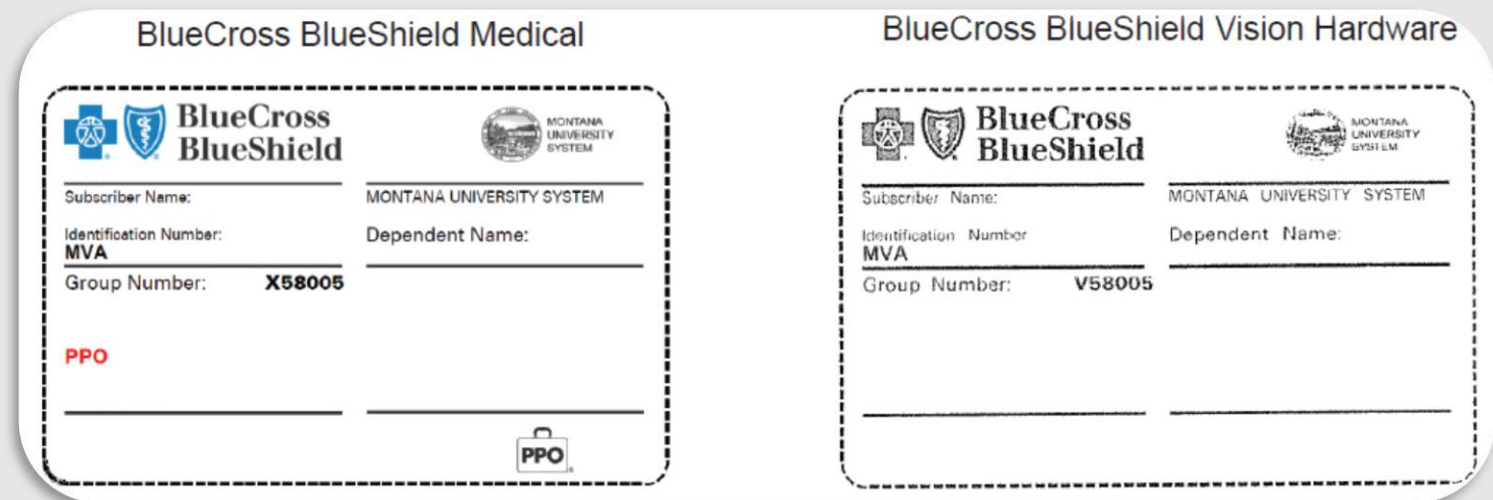 BlueCross BlueShield Medical
BlueCross
BlueShield
MONTANA
UNIVERSITY
SYSTEM
Subscriber Name:
MONTANA UNIVERSITY SYSTEM
Identification Number:
MVA
Dependent Name:
Group Number: X58005
PPO
PPO
BlueCross BlueShield Vision Hardware
BlueCross
BlueShield
MONTANA
UNIVERSITY
SYSTEM
Subscriber Name:
MONTANA UNIVERSITY SYSTEM
Identification Number
MVA
Dependent Name:
Group Number: V58005